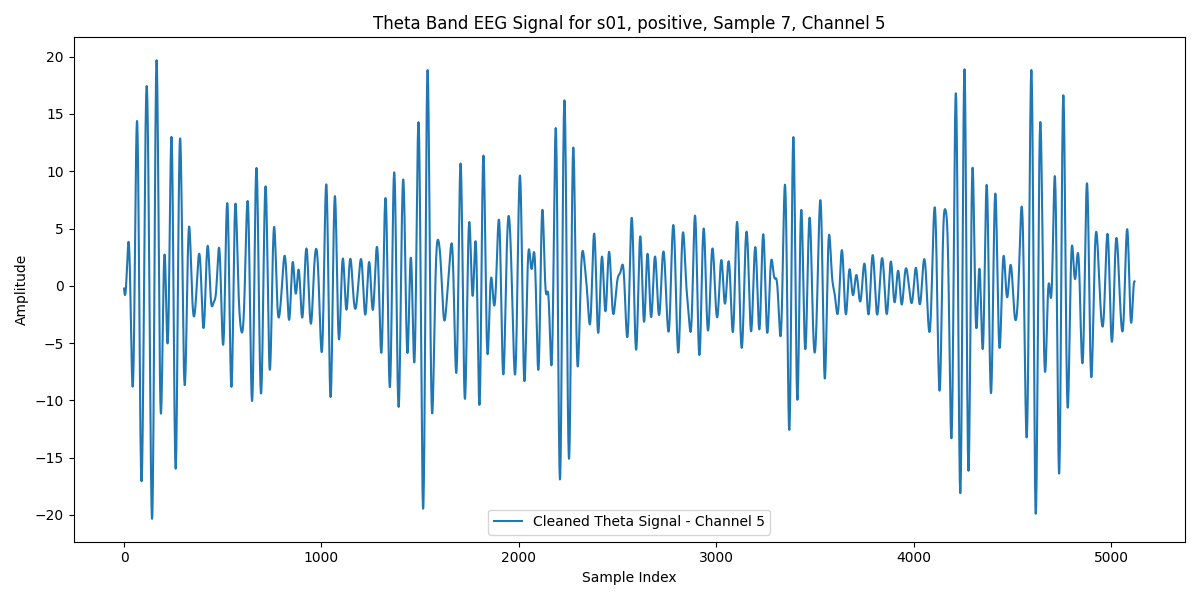 Theta Band EEG Signal for s01, positive, Sample 7, Channel 5
Amplitude
20
15
10
5
0
−5
−10
−15
−20
Cleaned Theta Signal - Channel 5
0 1000 2000 3000 4000 5000
Sample Index